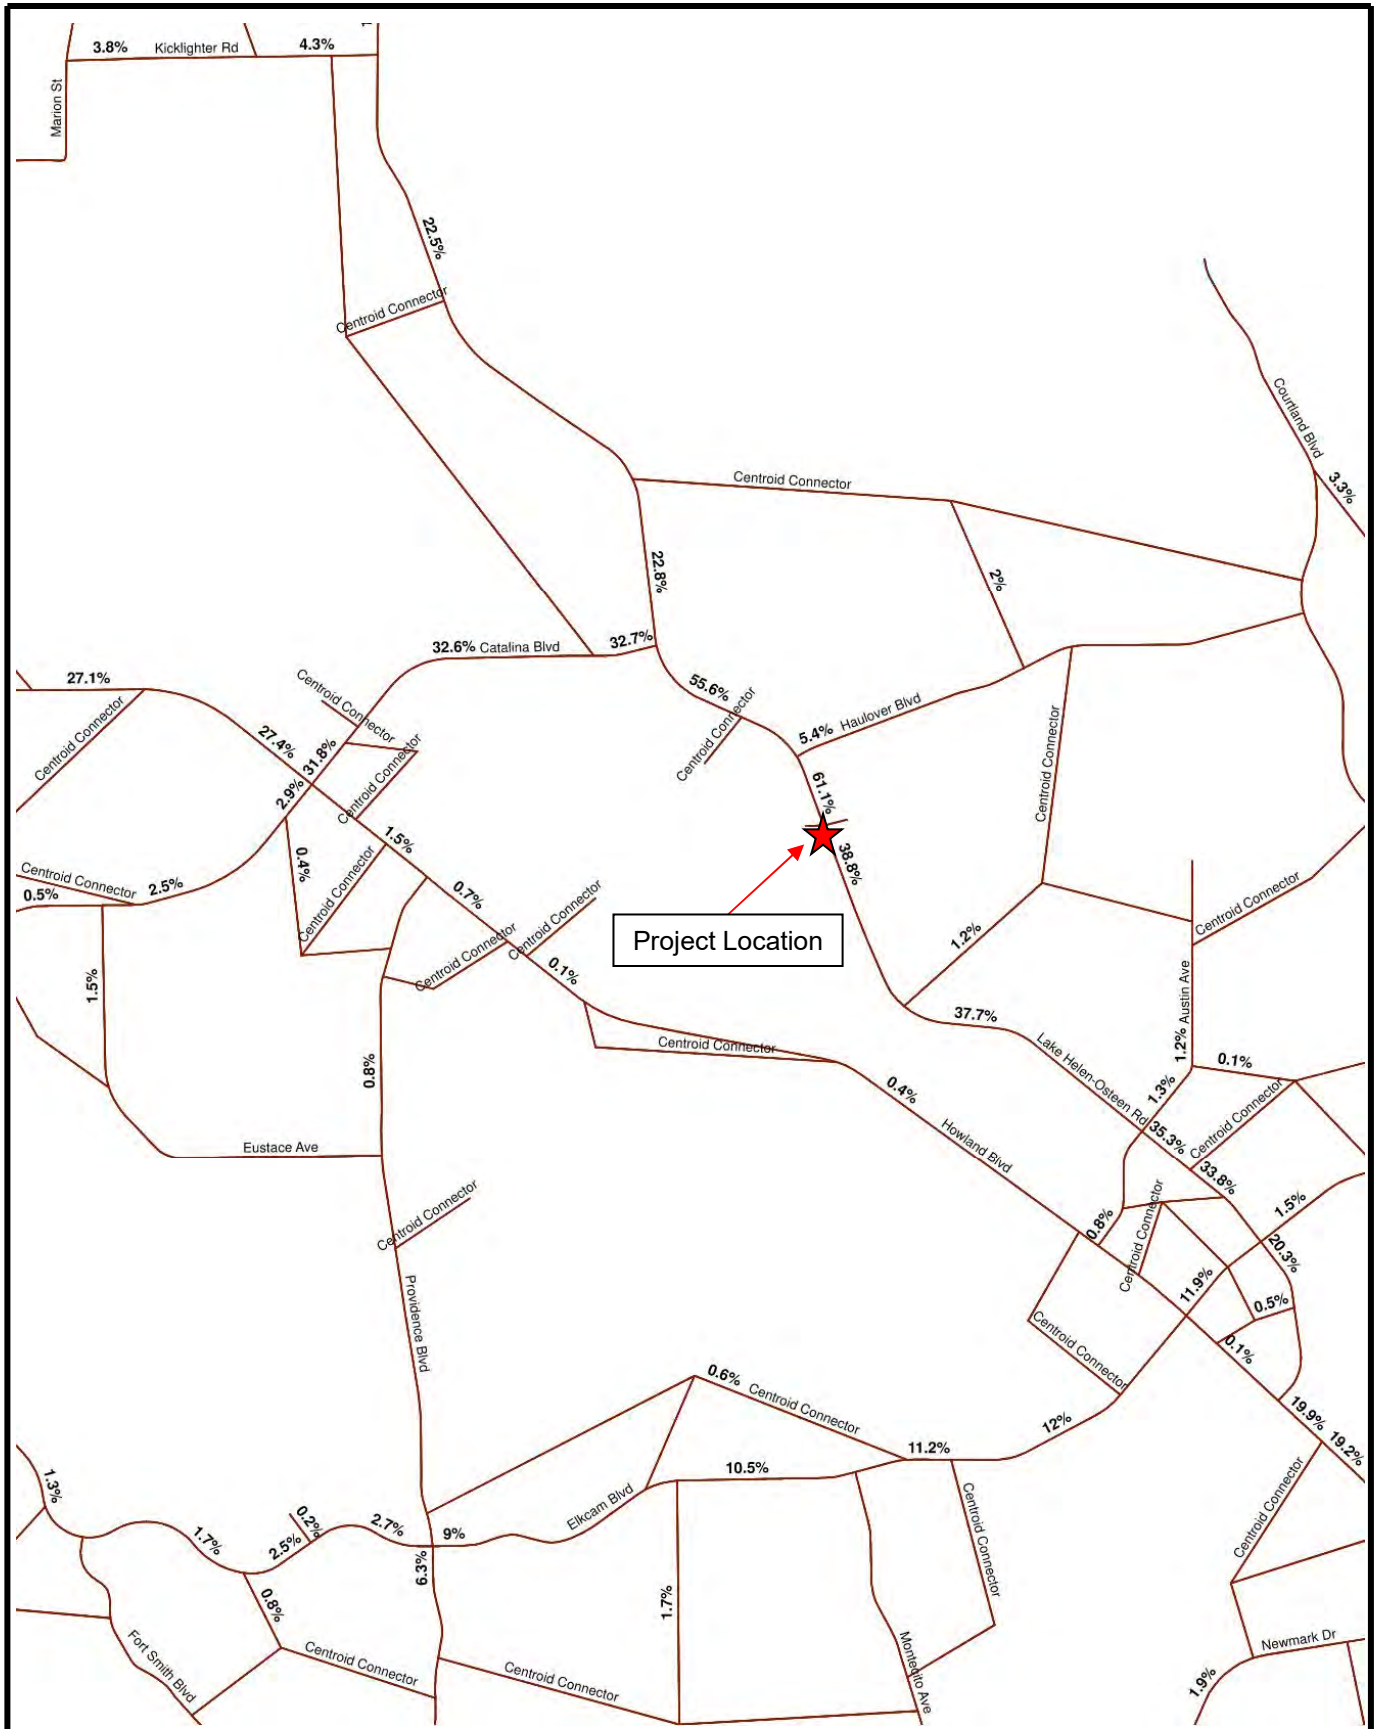 3.8%
Kicklighter Rd
4.3%
Marion St
22.5%
Centroid Connector
Courtland Blvd
3.3%
Centroid Connector
22.8%
2%
32.6% Catalina Blvd
32.7%
27.1%
Centroid Connector
Centroid Connector
55.6%
Centroid Connector
5.4% Haulover Blvd
27.4%
31.8%
Centroid Connector
2.9%
61.1%
Centroid Connector
1.5%
38.8%
Centroid Connector
0.5%
2.5%
0.4%
Centroid Connector
0.7%
Centroid Connector
Centroid Connector
Project Location
1.2%
Centroid Connector
1.5%
0.1%
37.7%
Austin Ave
1.2%
0.8%
Centroid Connector
0.4%
Lake Helen-Osteen Rd
1.3%
0.1%
Howland Blvd
35.3%
Centroid Connector
Eustace Ave
33.8%
Centroid Connector
0.8%
Centroid Connector
1.5%
20.3%
Providence Blvd
11.9%
0.5%
Centroid Connector
0.1%
0.6% Centroid Connector
12%
19.9%
19.2%
11.2%
10.5%
1.3%
Elkcam Blvd
Centroid Connector
Centroid Connector
0.2%
1.7%
2.5%
2.7%
9%
6.3%
0.8%
1.7%
Fort Smith Blvd
Centroid Connector
Centroid Connector
Montecito Ave
Newmark Dr
1.9%